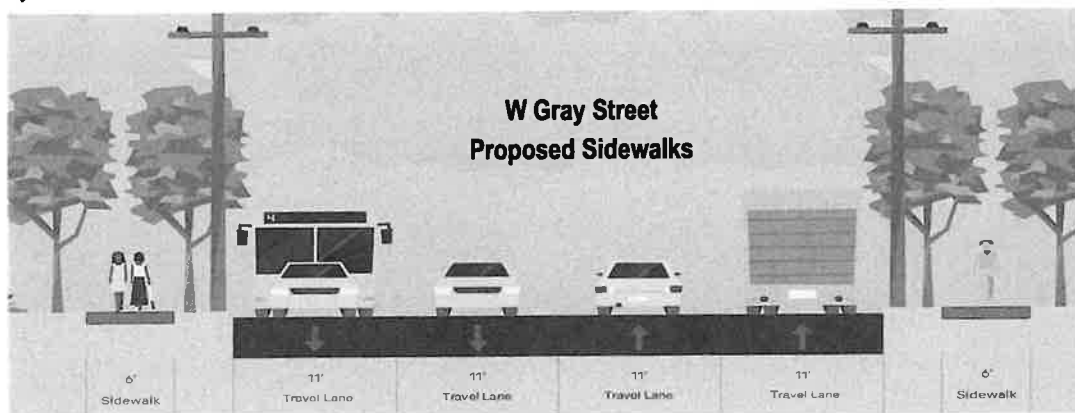 W Gray Street
Proposed Sidewalks
4
6' 11' 11' 11' 11' 6'
Sidewalk Travel Lane Travel Lane Travel Lane Travel Lane Sidewalk